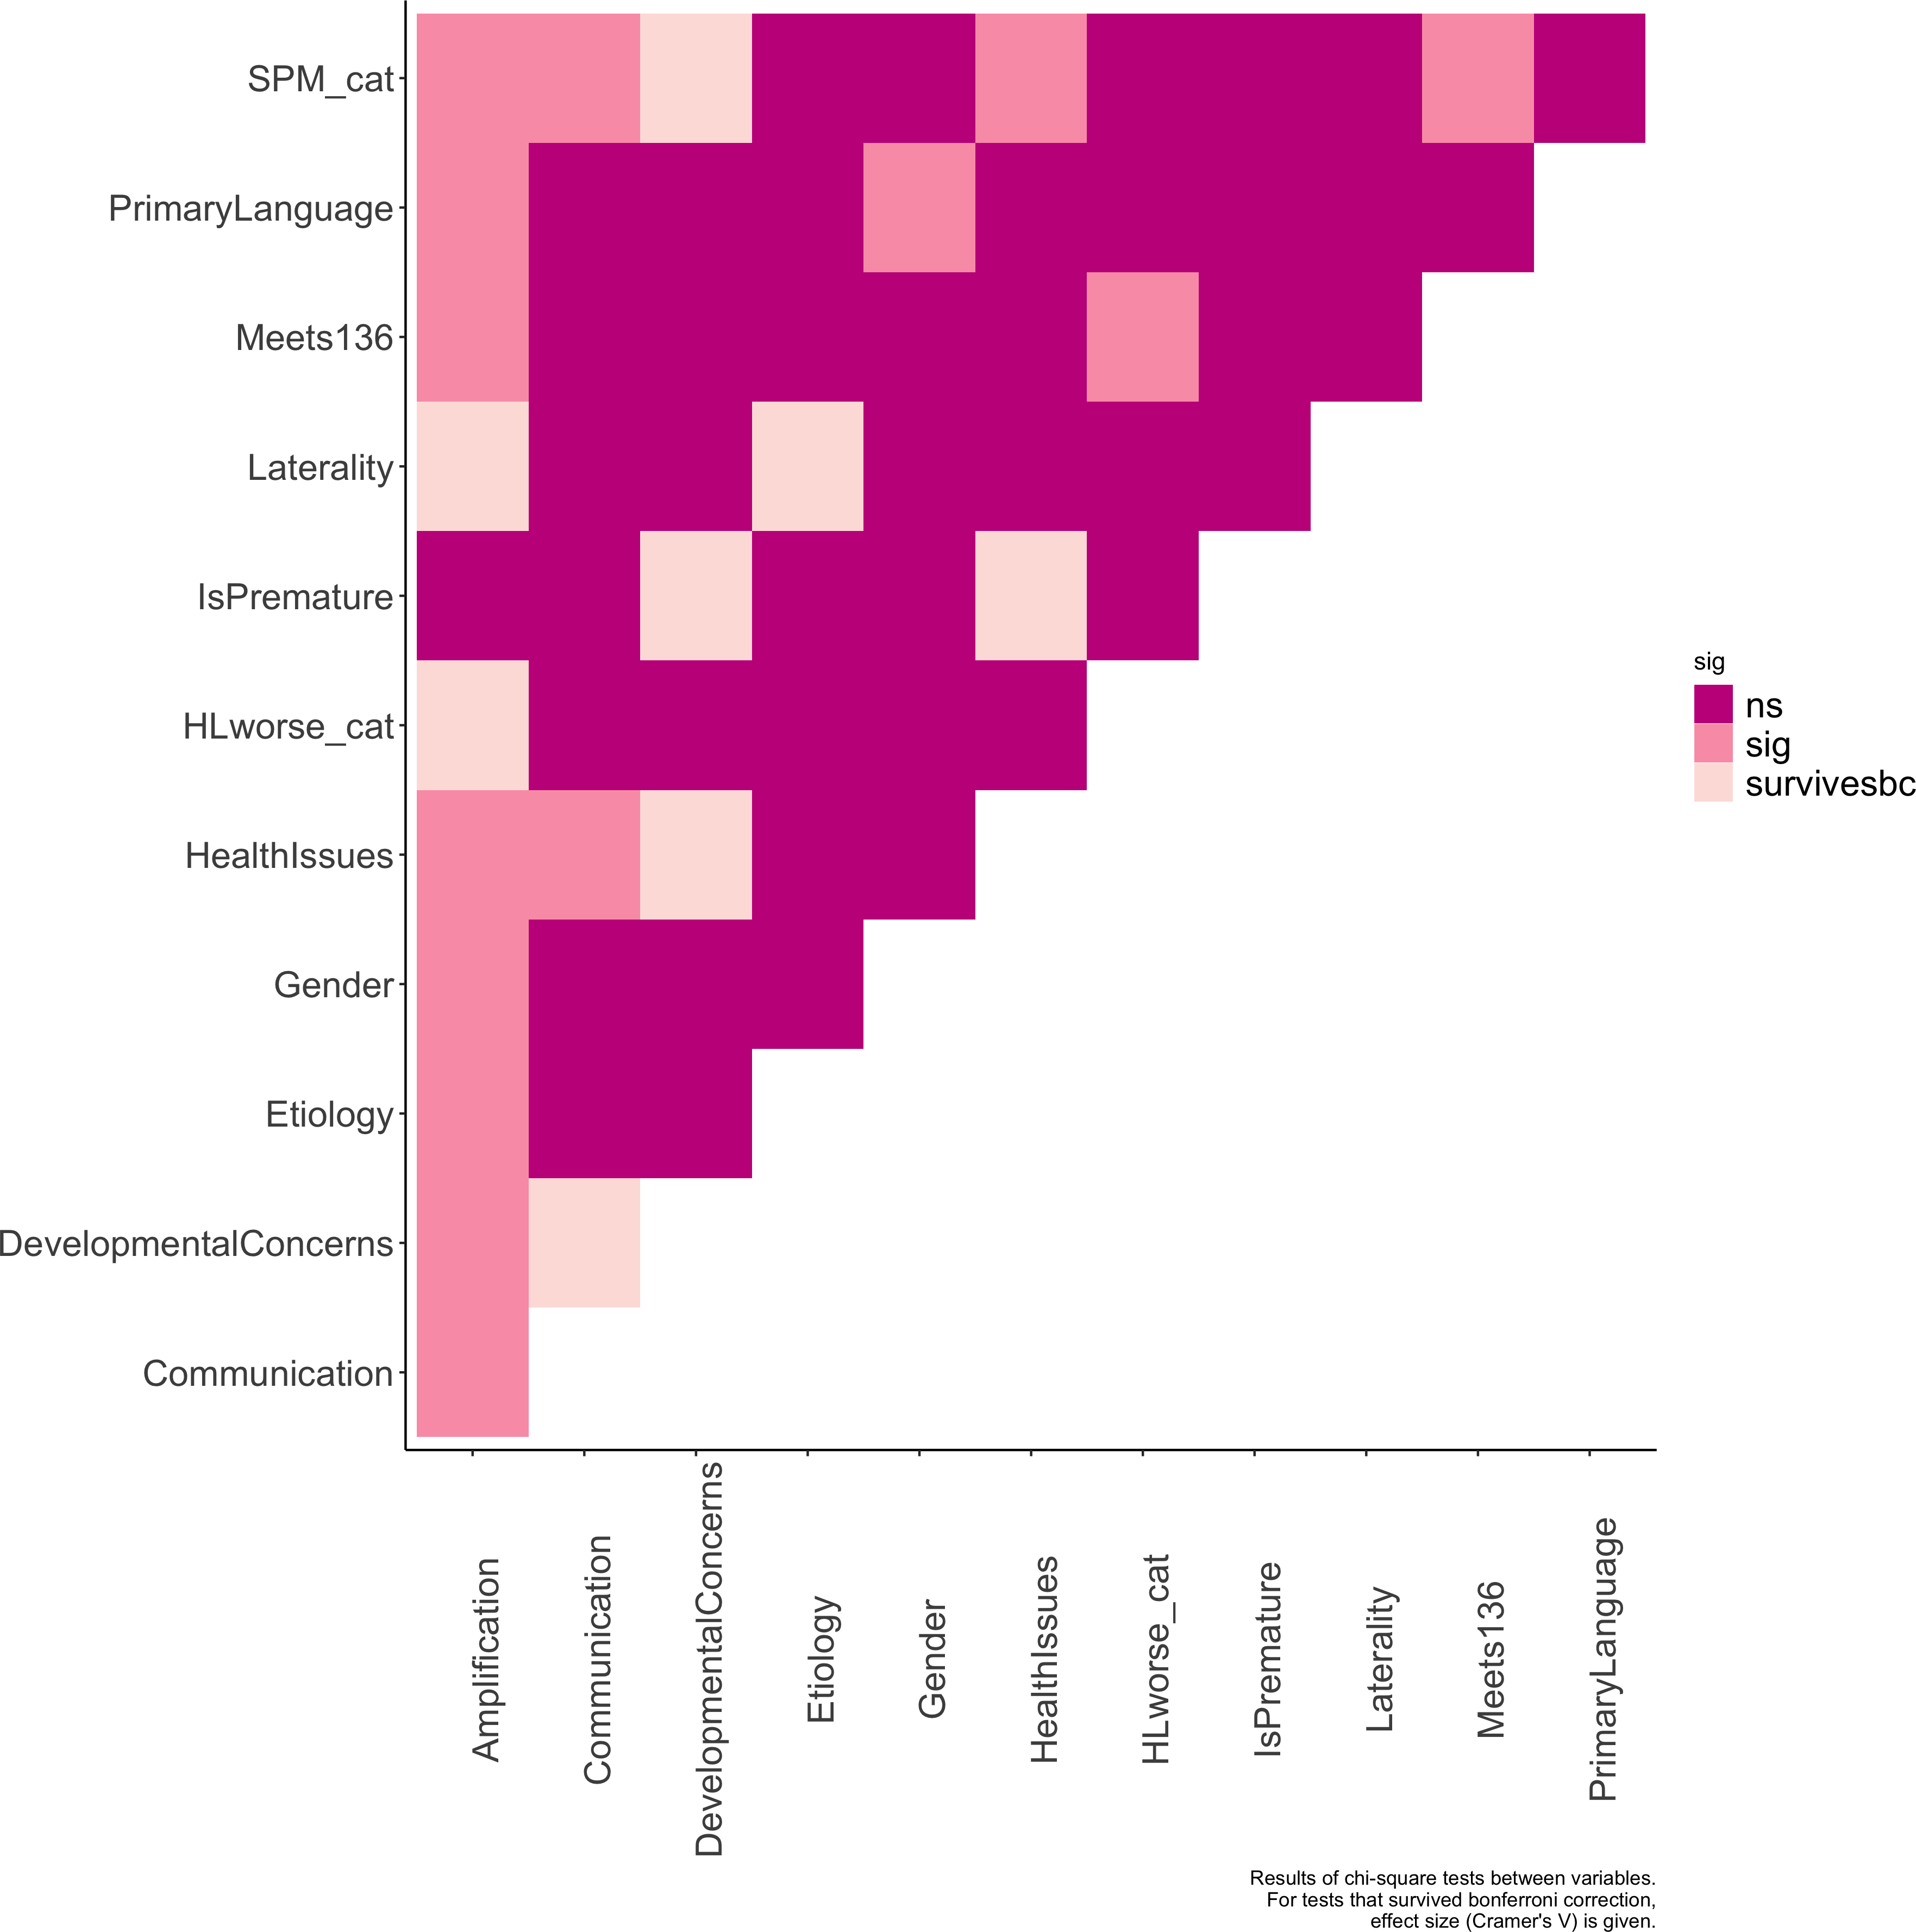 SPM_cat
PrimaryLanguage
Meets136
Laterality
IsPremature
HLworse_cat
HealthIssues
Gender
Etiology
DevelopmentalConcerns
Communication
sig
ns
sig
survivesbc
Amplification
Communication
DevelopmentalConcerns
Etiology
Gender
HealthIssues
HLworse_cat
IsPremature
Laterality
Meets136
PrimaryLanguage
Results of chi-square tests between variables.
For tests that survived bonferroni correction,
effect size (Cramer's V) is given.